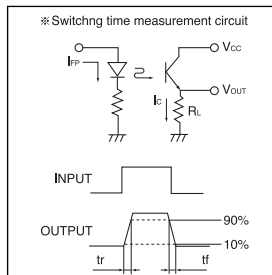 ※Switchng time measurement circuit
IFP
VCC
VOUT
IC
RL
INPUT
OUTPUT
90%
10%
tr
tf